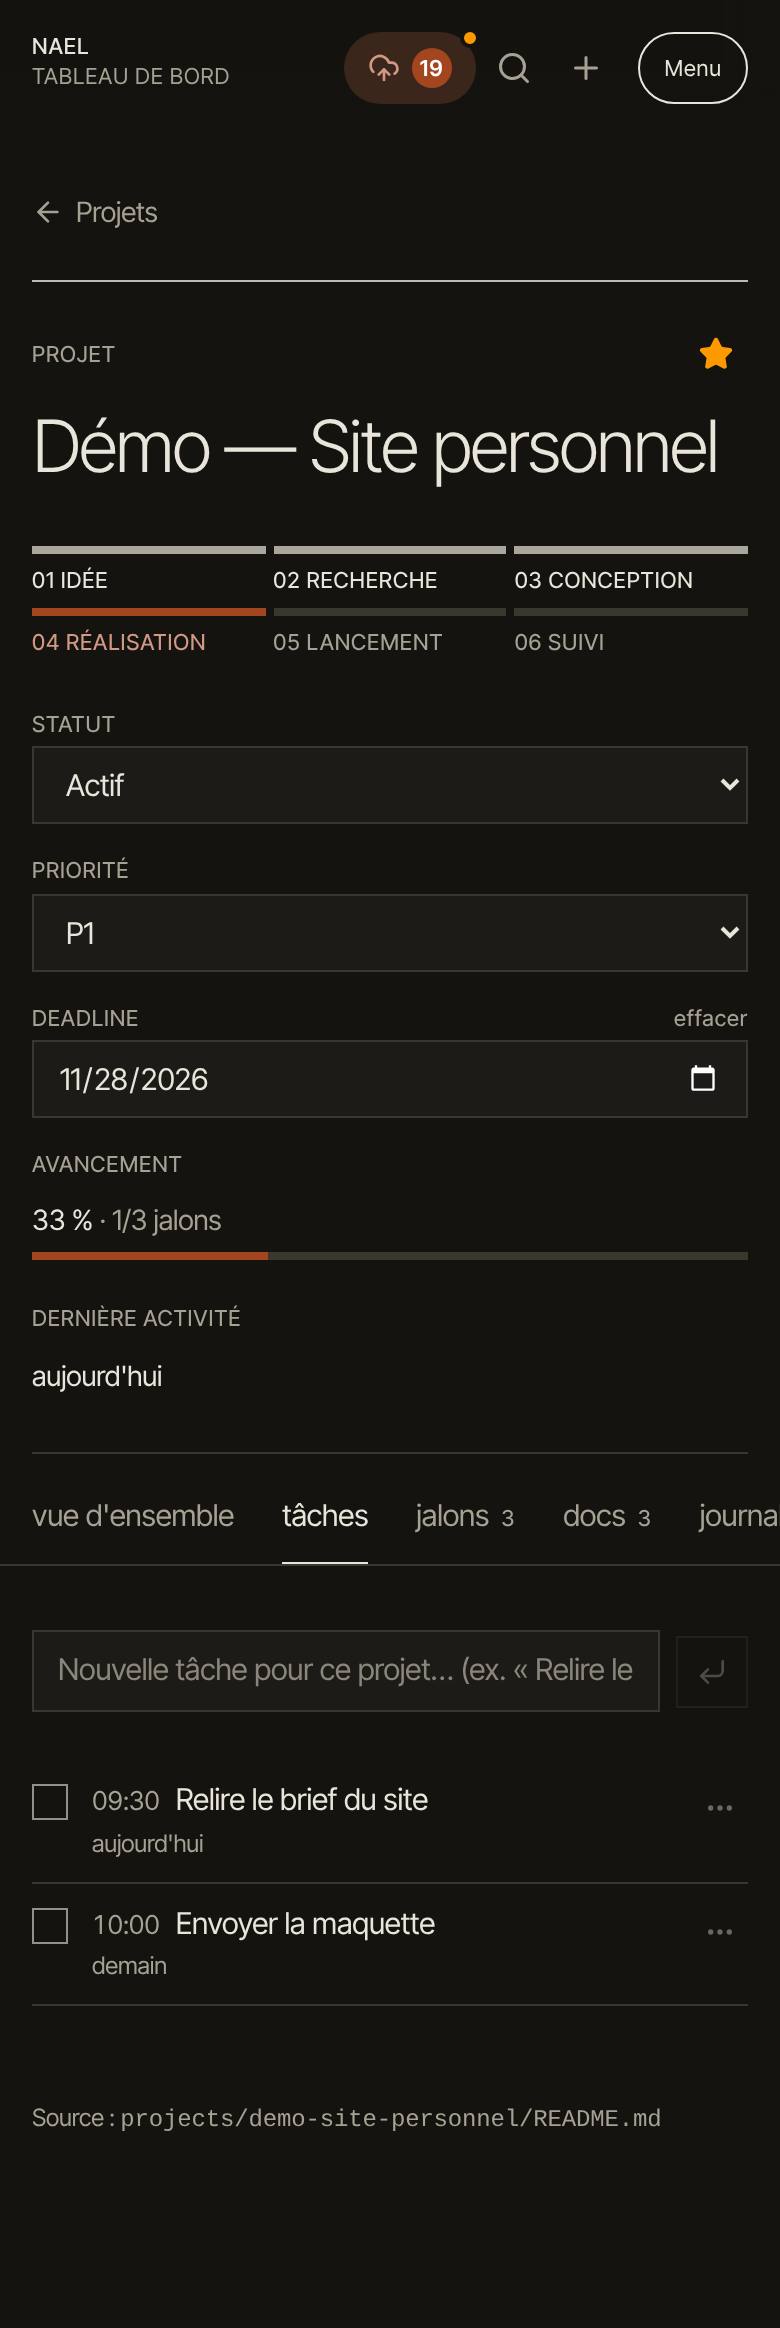 NAEL
TABLEAU DE BORD
19
Menu
Projets
PROJET
Démo — Site personnel
01 IDÉE
02 RECHERCHE
03 CONCEPTION
04 RÉALISATION
05 LANCEMENT
06 SUIVI
STATUT
Actif
PRIORITÉ
P1
DEADLINE
effacer
11/28/2026
AVANCEMENT
33 % · 1/3 jalons
DERNIÈRE ACTIVITÉ
aujourd'hui
vue d'ensemble tâches jalons 3 docs 3 journa
Nouvelle tâche pour ce projet… (ex. « Relire le
09:30 Relire le brief du site
aujourd'hui
10:00 Envoyer la maquette
demain
Source : projects/demo-site-personnel/README.md